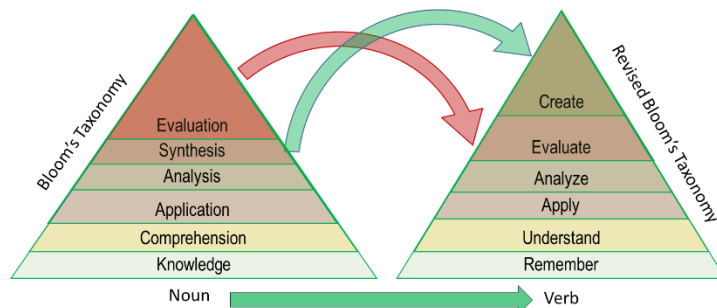 Bloom's Taxonomy
Evaluation
Synthesis
Analysis
Application
Comprehension
Knowledge
Revised Bloom's Taxonomy
Create
Evaluate
Analyze
Apply
Understand
Remember
Noun
Verb